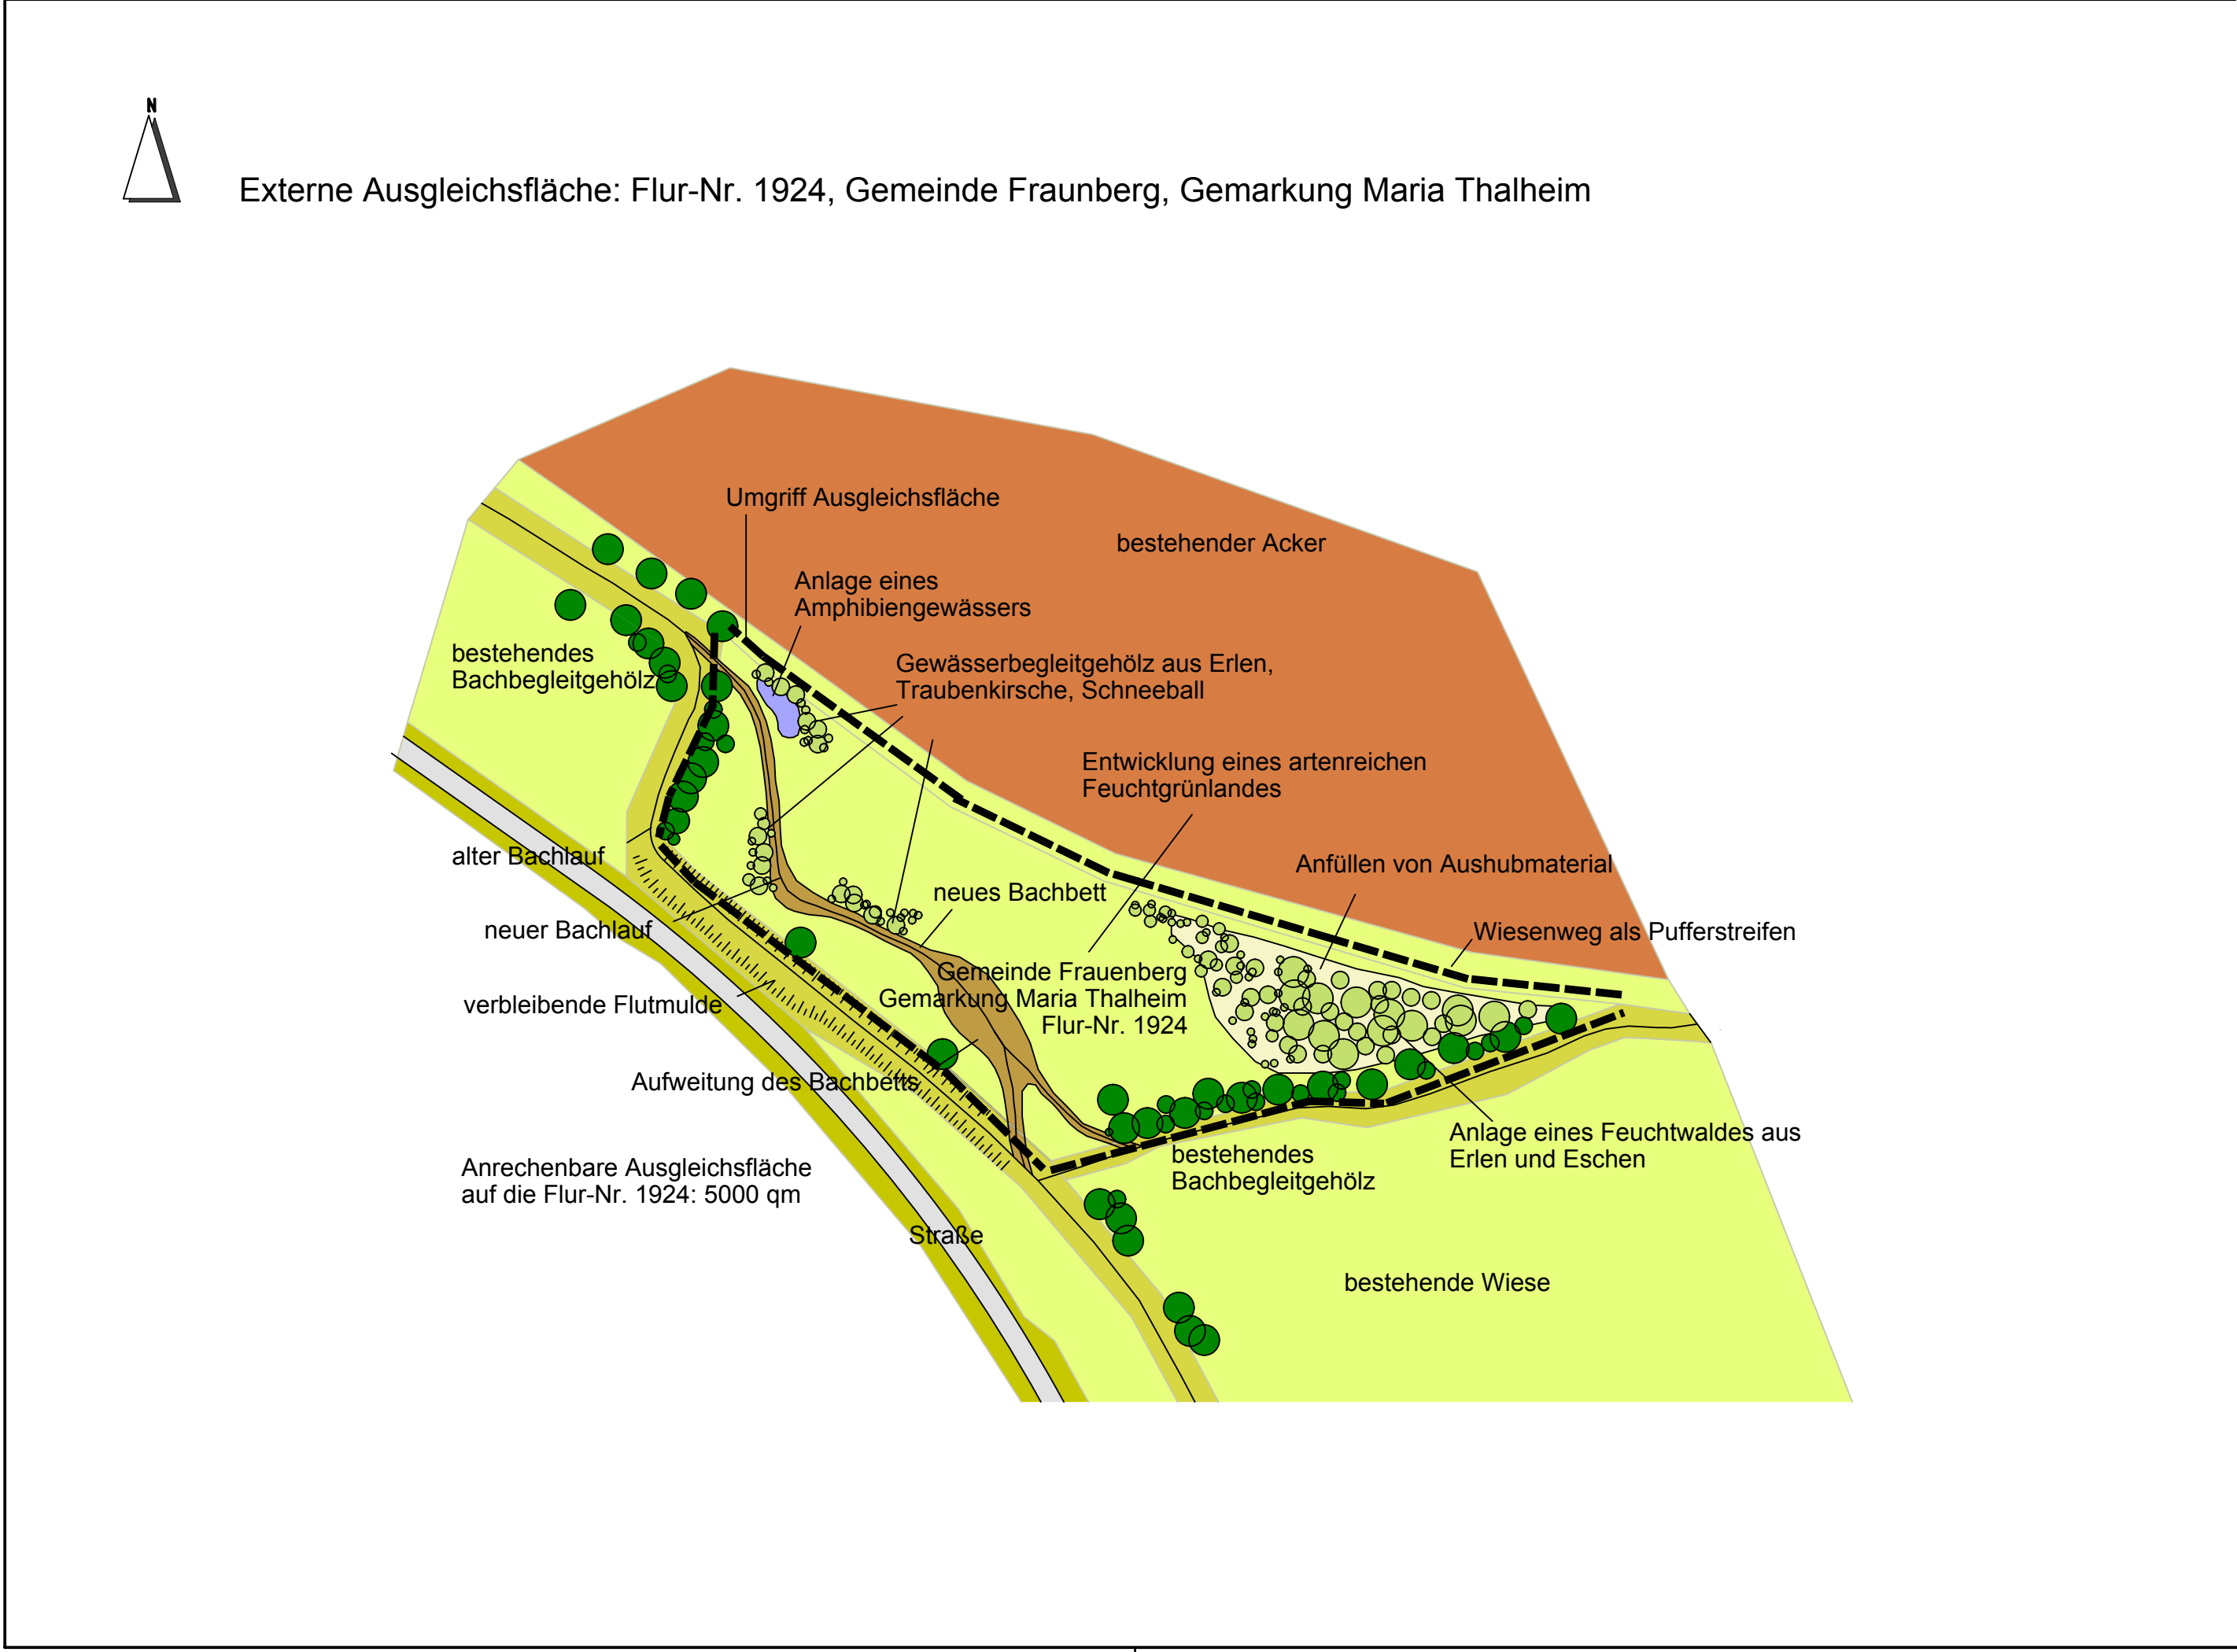 N
Externe Ausgleichsfläche: Flur-Nr. 1924, Gemeinde Fraunberg, Gemarkung Maria Thalheim
Umgriff Ausgleichsfläche
bestehender Acker
Anlage eines
Amphibiengewässers
bestehendes
Bachbegleitgehölz
Gewässerbegleitgehölz aus Erlen,
Traubenkirsche, Schneeball
Entwicklung eines artenreichen
Feuchtgrünlandes
alter Bachlauf
Anfüllen von Aushubmaterial
neues Bachbett
neuer Bachlauf
Wiesenweg als Pufferstreifen
Gemeinde Frauenberg
Gemarkung Maria Thalheim
Flur-Nr. 1924
verbleibende Flutmulde
Aufweitung des Bachbetts
Anlage eines Feuchtwaldes aus
Erlen und Eschen
bestehendes
Bachbegleitgehölz
Anrechenbare Ausgleichsfläche
auf die Flur-Nr. 1924: 5000 qm
Straße
bestehende Wiese